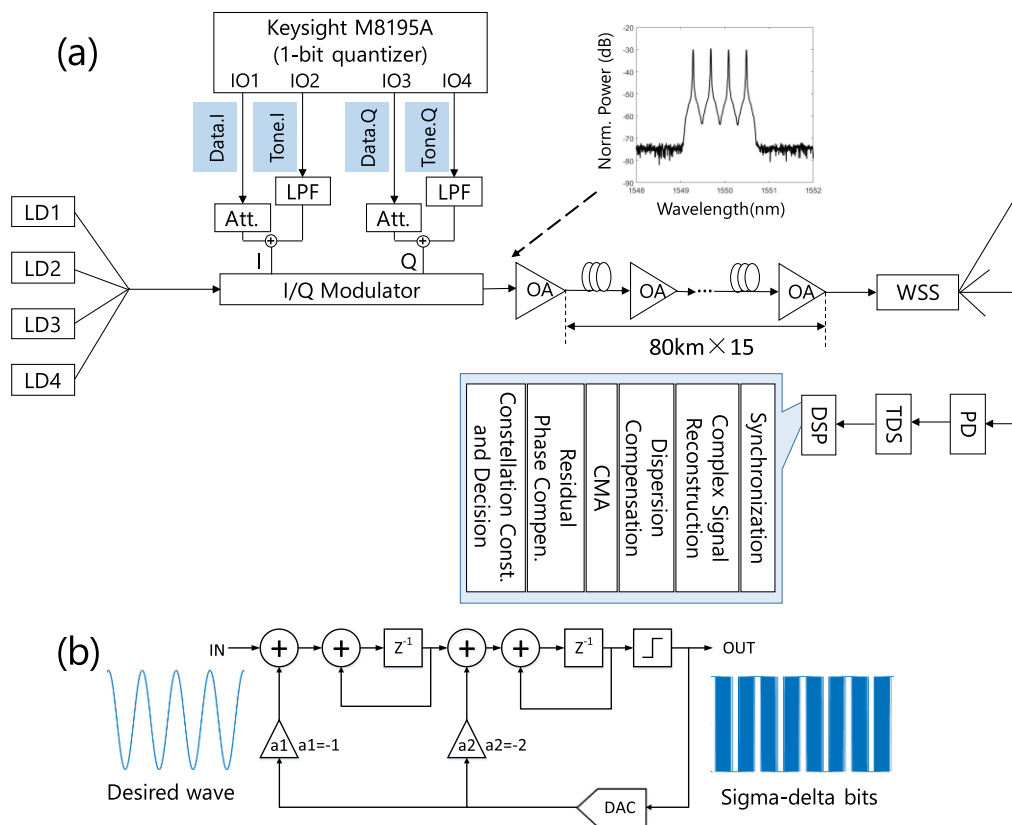 (a)
Keysight M8195A
(1-bit quantizer)
IO1 IO2 IO3 IO4
Data.I
Tone.I
Data.Q
Tone.Q
LPF
LPF
Att.
Att.
+
+
I
Q
I/Q Modulator
LD1
LD2
LD3
LD4
Norm. Power (dB)
-20
-30
-40
-50
-60
-70
-80
-90
1548 1549 1550 1551 1552
Wavelength(nm)
OA
OA
OA
80km×15
WSS
PD
TDS
DSP
Synchronization
Complex Signal
Reconstruction
Dispersion
Compensation
CMA
Residual
Phase Compen.
Constellation Const.
and Decision
(b)
IN
+
+
Z⁻¹
+
+
Z⁻¹
OUT
a1 a1=-1
a2 a2=-2
DAC
Desired wave
Sigma-delta bits